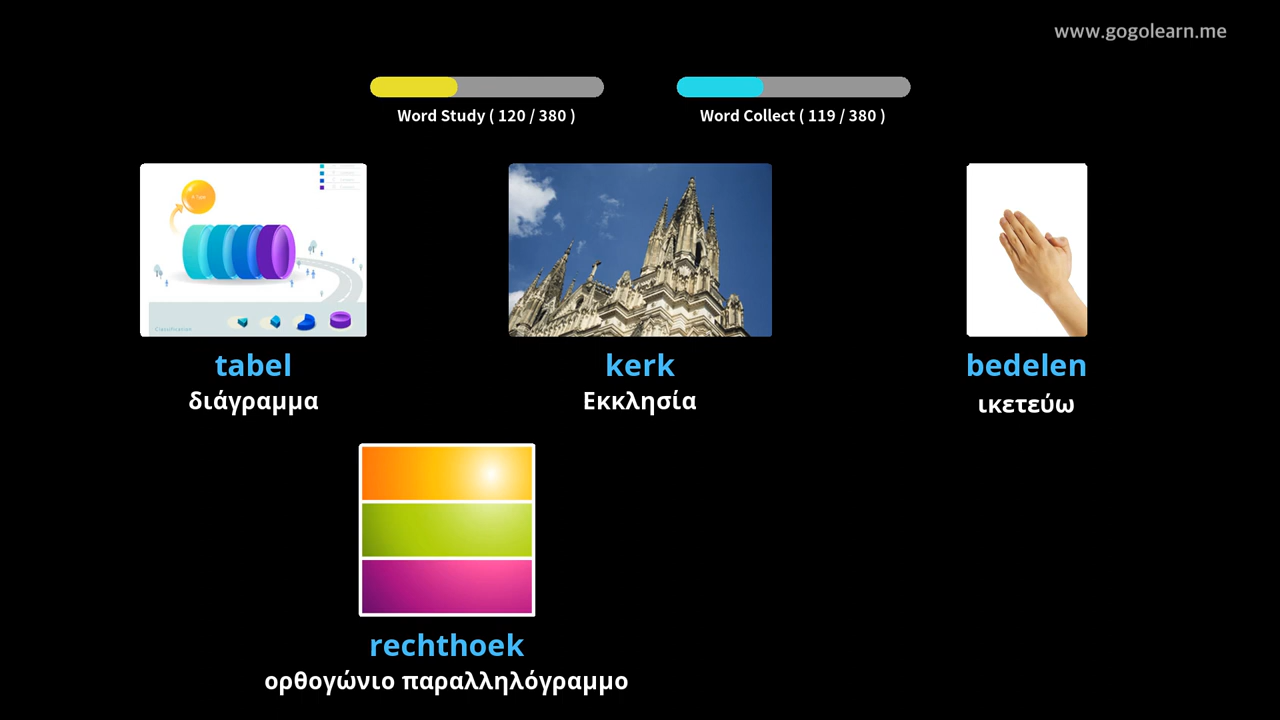 www.gogolearn.me
Word Study ( 120 / 380 )
Word Collect ( 119 / 380 )
Classification
tabel
διάγραμμα
kerk
Εκκλησία
bedelen
ικετεύω
rechthoek
ορθογώνιο παραλληλόγραμμο